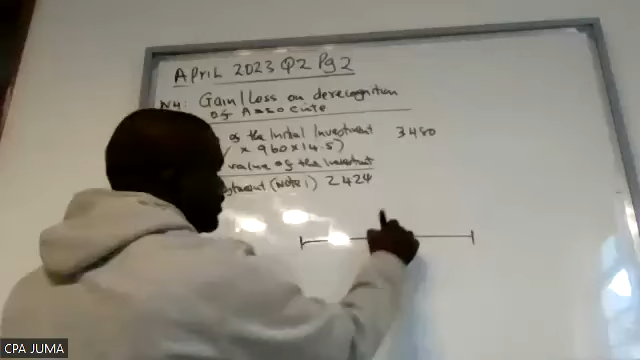 April 2023 Q2 Pg 2
N4: Gain/Loss on derecognition
of Associate
of the Initial Investment 3480
x 960 x 14.5)
value of the Investment
(Note 1) 2424
CPA JUMA